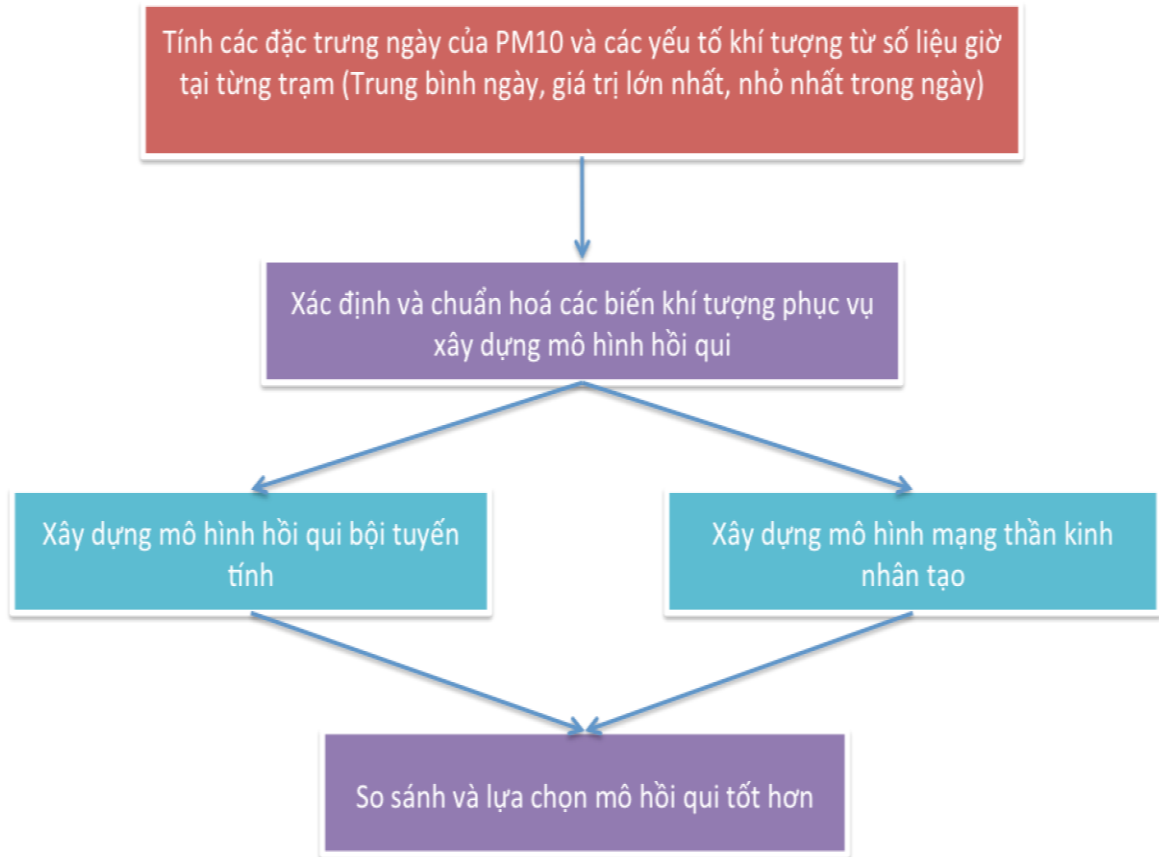 Tính các đặc trưng ngày của PM10 và các yếu tố khí tượng từ số liệu giờ
tại từng trạm (Trung bình ngày, giá trị lớn nhất, nhỏ nhất trong ngày)
Xác định và chuẩn hoá các biến khí tượng phục vụ
xây dựng mô hình hồi qui
Xây dựng mô hình hồi qui bội tuyến
tính
Xây dựng mô hình mạng thần kinh
nhân tạo
So sánh và lựa chọn mô hồi qui tốt hơn